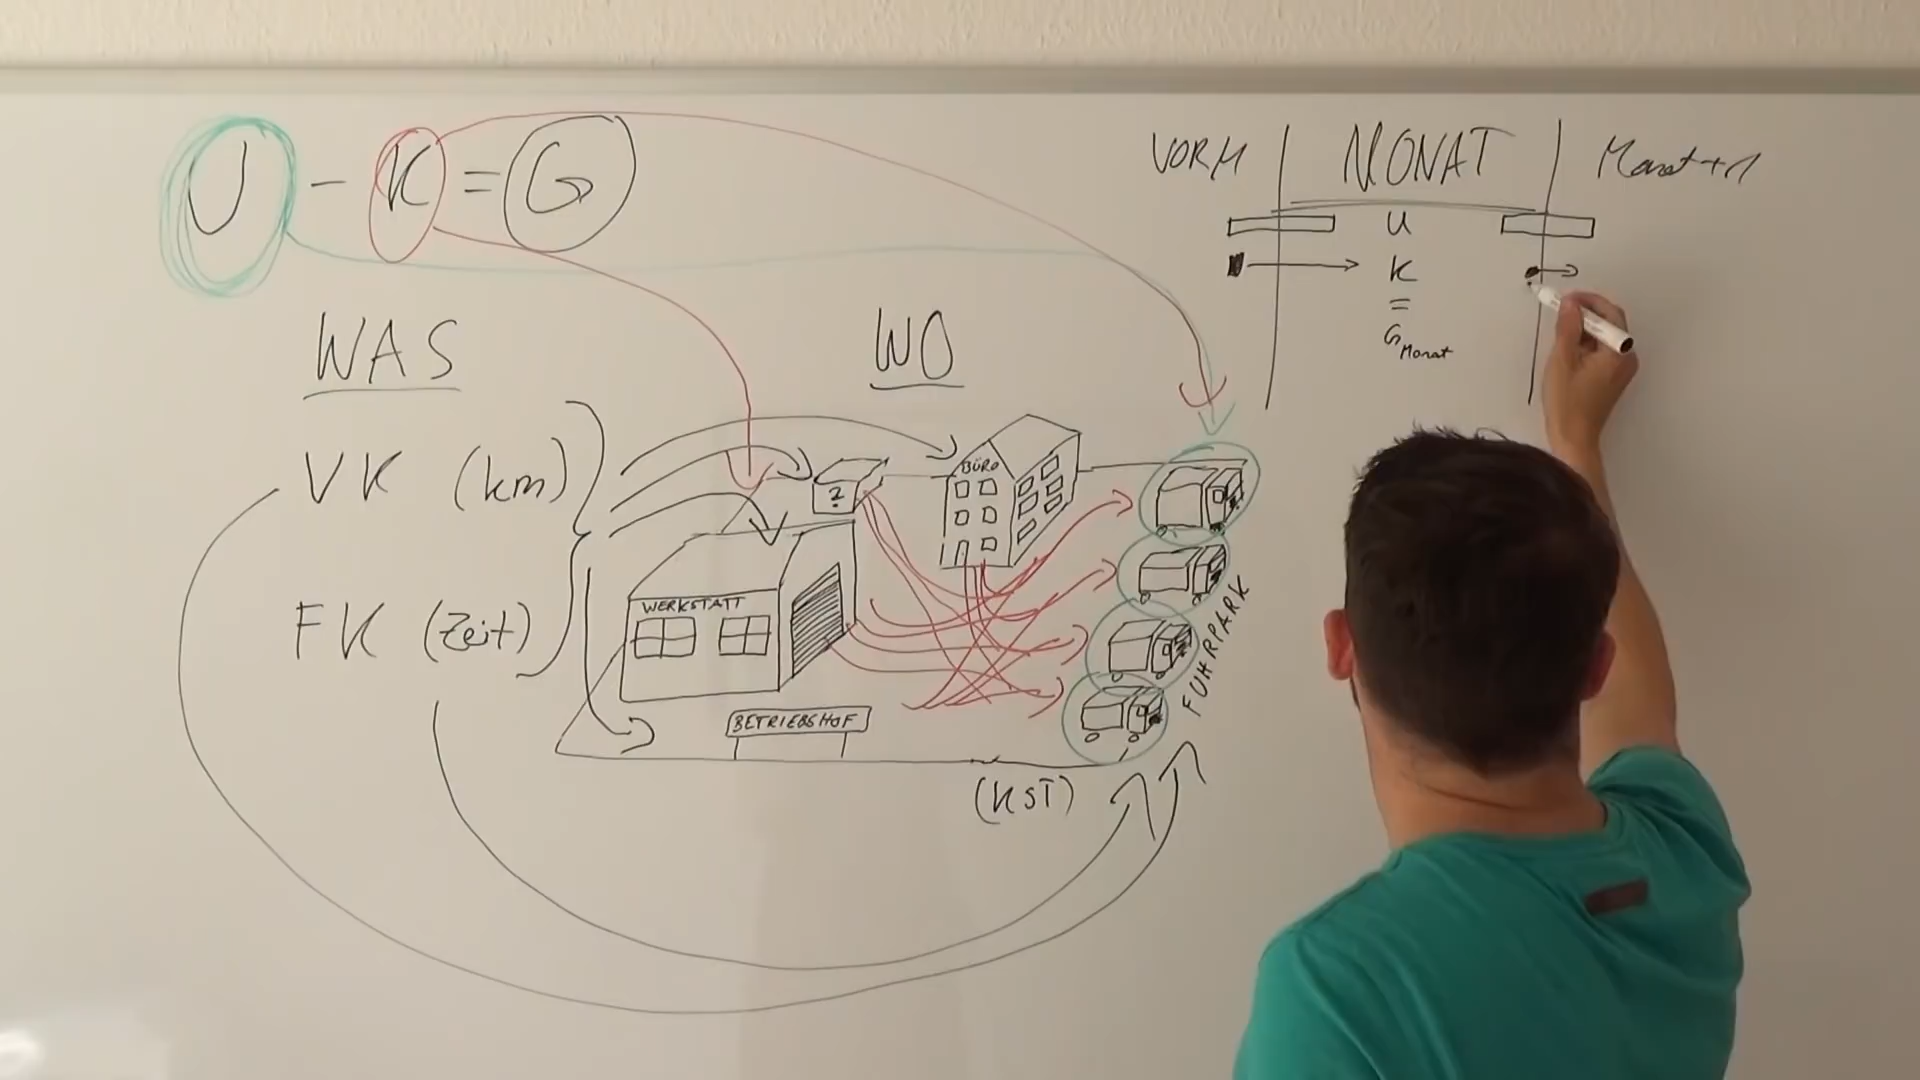 U - K = G
WAS
WO
VK (km)
FK (Zeit)
?
BÜRO
WERKSTATT
BETRIEBSHOF
FUHRPARK
(KST)
VORM MONAT Monat+1
U
K
=
G Monat